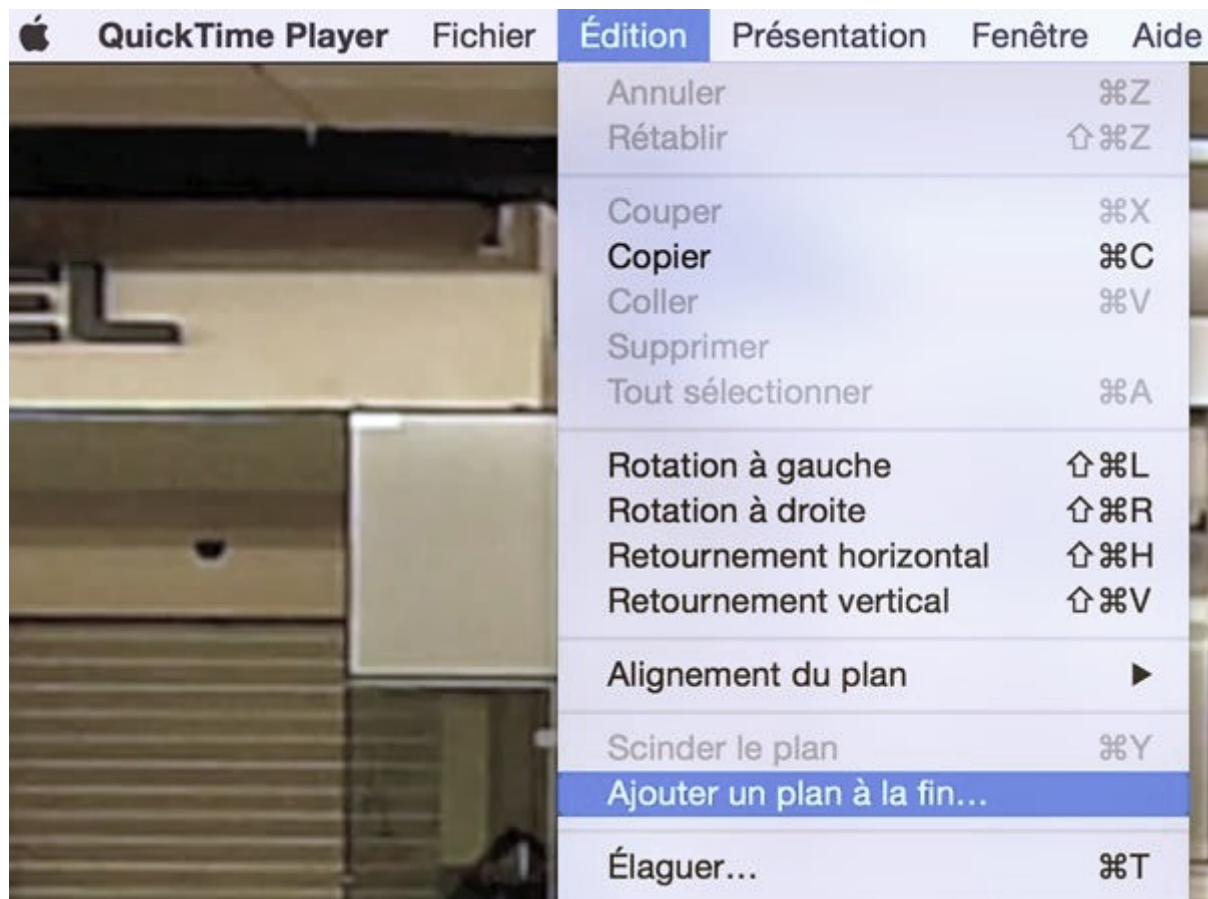 QuickTime Player Fichier Édition Présentation Fenêtre Aide
Annuler ⌘Z
Rétablir ⇧⌘Z
Couper ⌘X
Copier ⌘C
Coller ⌘V
Supprimer
Tout sélectionner ⌘A
Rotation à gauche ⇧⌘L
Rotation à droite ⇧⌘R
Retournement horizontal ⇧⌘H
Retournement vertical ⇧⌘V
Alignement du plan ▶
Scinder le plan ⌘Y
Ajouter un plan à la fin...
Élaguer... ⌘T
EL